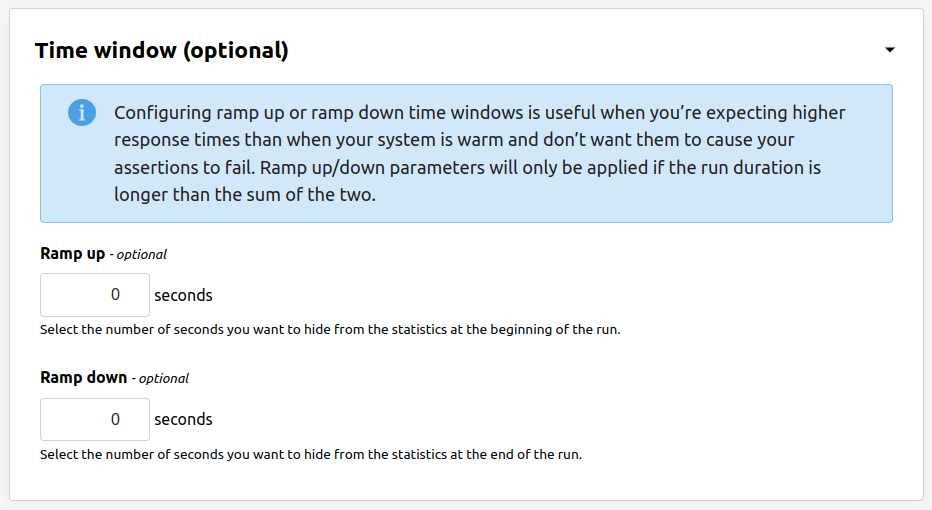 Time window (optional)
Configuring ramp up or ramp down time windows is useful when you’re expecting higher
response times than when your system is warm and don’t want them to cause your
assertions to fail. Ramp up/down parameters will only be applied if the run duration is
longer than the sum of the two.
Ramp up - optional
0 seconds
Select the number of seconds you want to hide from the statistics at the beginning of the run.
Ramp down - optional
0 seconds
Select the number of seconds you want to hide from the statistics at the end of the run.